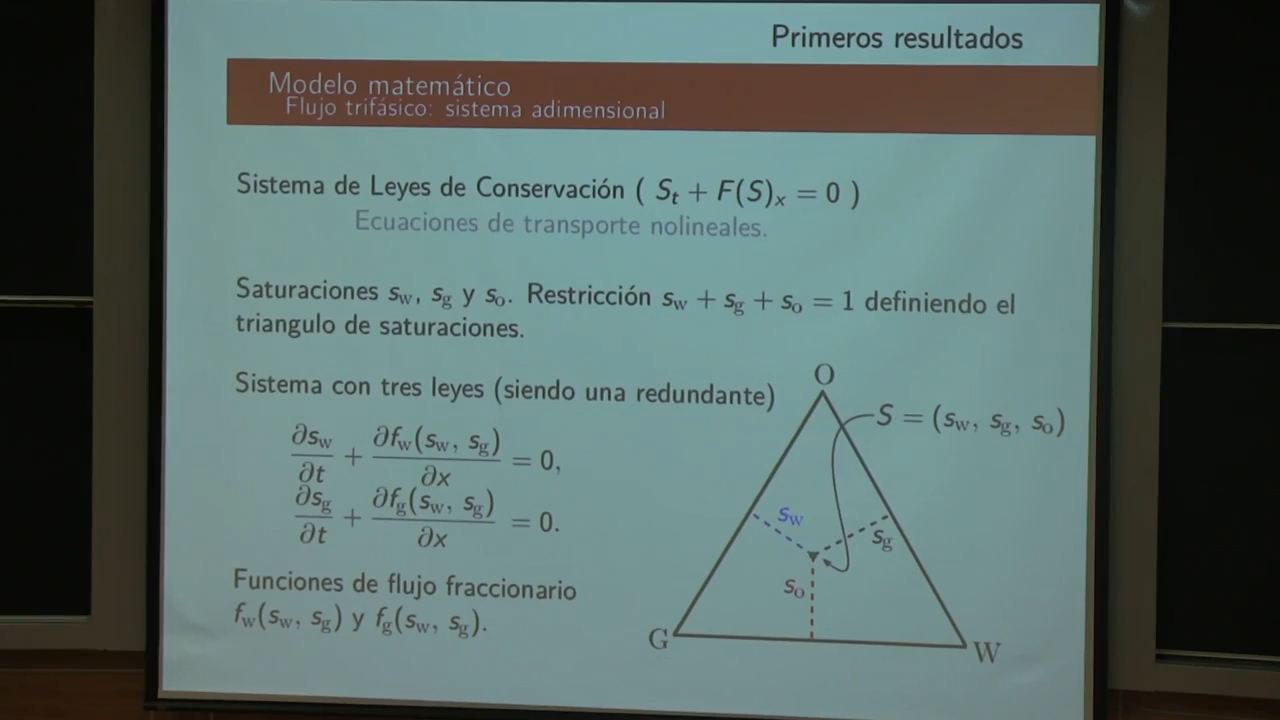 Primeros resultados
Modelo matemático
Flujo trifásico: sistema adimensional
Sistema de Leyes de Conservación ( Sₜ + F(S)ₓ = 0 )
Ecuaciones de transporte nolineales.
Saturaciones s_w, s_g y s_o. Restricción s_w + s_g + s_o = 1 definiendo el
triangulo de saturaciones.
Sistema con tres leyes (siendo una redundante)
∂s_w/∂t + ∂f_w(s_w, s_g)/∂x = 0,
∂s_g/∂t + ∂f_g(s_w, s_g)/∂x = 0.
Funciones de flujo fraccionario
f_w(s_w, s_g) y f_g(s_w, s_g).
O
S = (s_w, s_g, s_o)
s_w
s_g
s_o
G
W